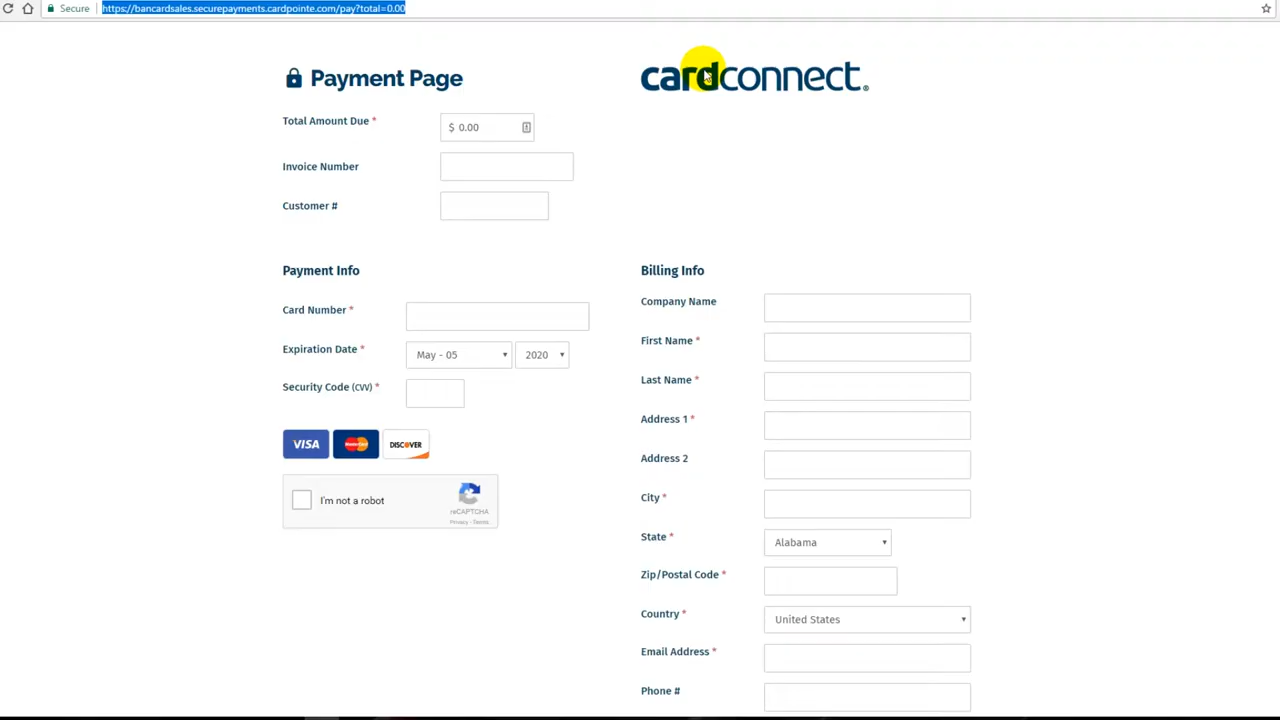 Secure
https://bancardsales.securepayments.cardpointe.com/pay?total=0.00
Payment Page
cardconnect.®
Total Amount Due *
$ 0.00
Invoice Number
Customer #
Payment Info
Card Number *
Expiration Date *
May - 05
2020
Security Code (CVV) *
VISA
MasterCard
DISCOVER
I'm not a robot
reCAPTCHA
Privacy - Terms
Billing Info
Company Name
First Name *
Last Name *
Address 1 *
Address 2
City *
State *
Alabama
Zip/Postal Code *
Country *
United States
Email Address *
Phone #